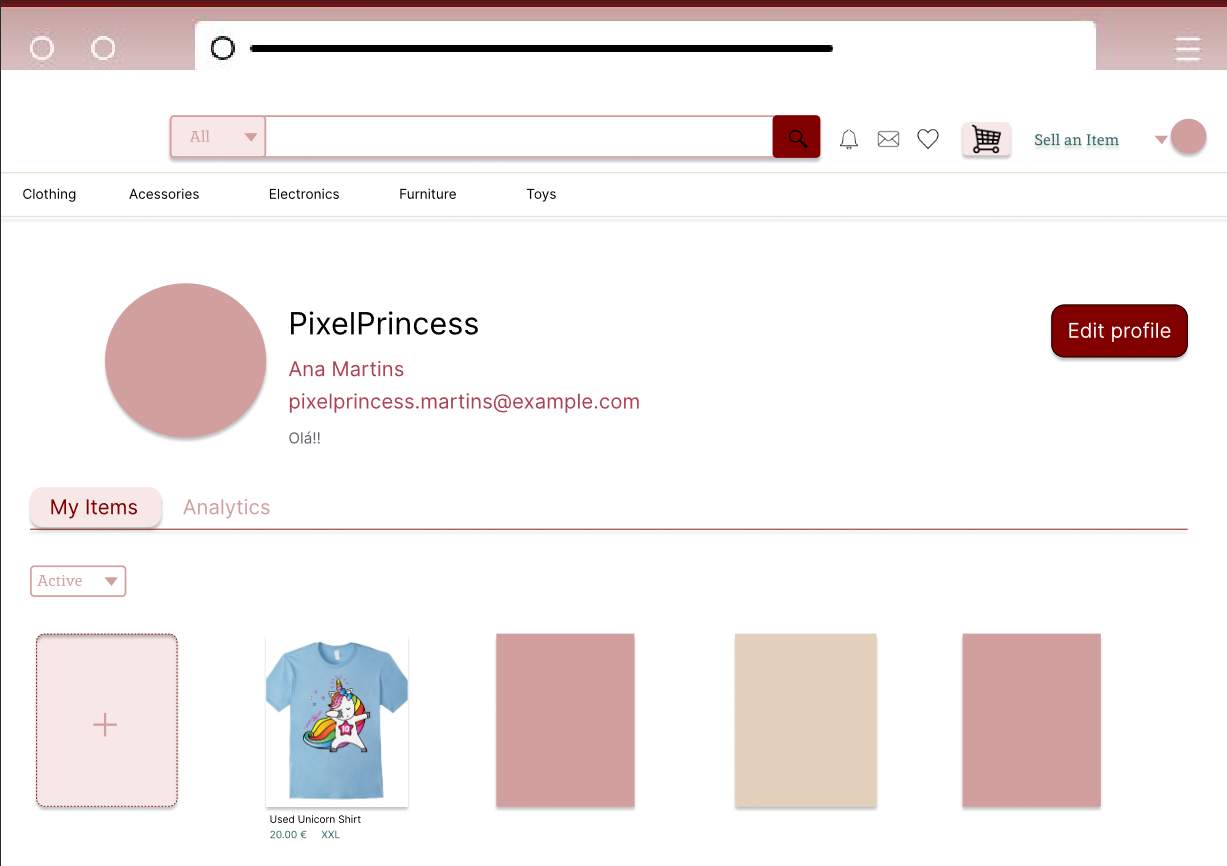 All
Sell an Item
Clothing Acessories Electronics Furniture Toys
PixelPrincess
Edit profile
Ana Martins
pixelprincess.martins@example.com
Olá!!
My Items Analytics
Active
10
Used Unicorn Shirt
20.00 € XXL